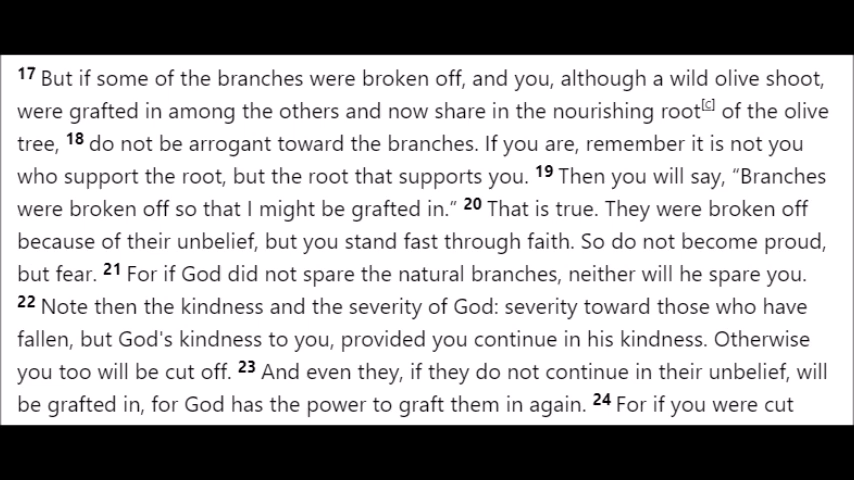 17 But if some of the branches were broken off, and you, although a wild olive shoot,
were grafted in among the others and now share in the nourishing root[c] of the olive
tree, 18 do not be arrogant toward the branches. If you are, remember it is not you
who support the root, but the root that supports you. 19 Then you will say, “Branches
were broken off so that I might be grafted in.” 20 That is true. They were broken off
because of their unbelief, but you stand fast through faith. So do not become proud,
but fear. 21 For if God did not spare the natural branches, neither will he spare you.
22 Note then the kindness and the severity of God: severity toward those who have
fallen, but God's kindness to you, provided you continue in his kindness. Otherwise
you too will be cut off. 23 And even they, if they do not continue in their unbelief, will
be grafted in, for God has the power to graft them in again. 24 For if you were cut